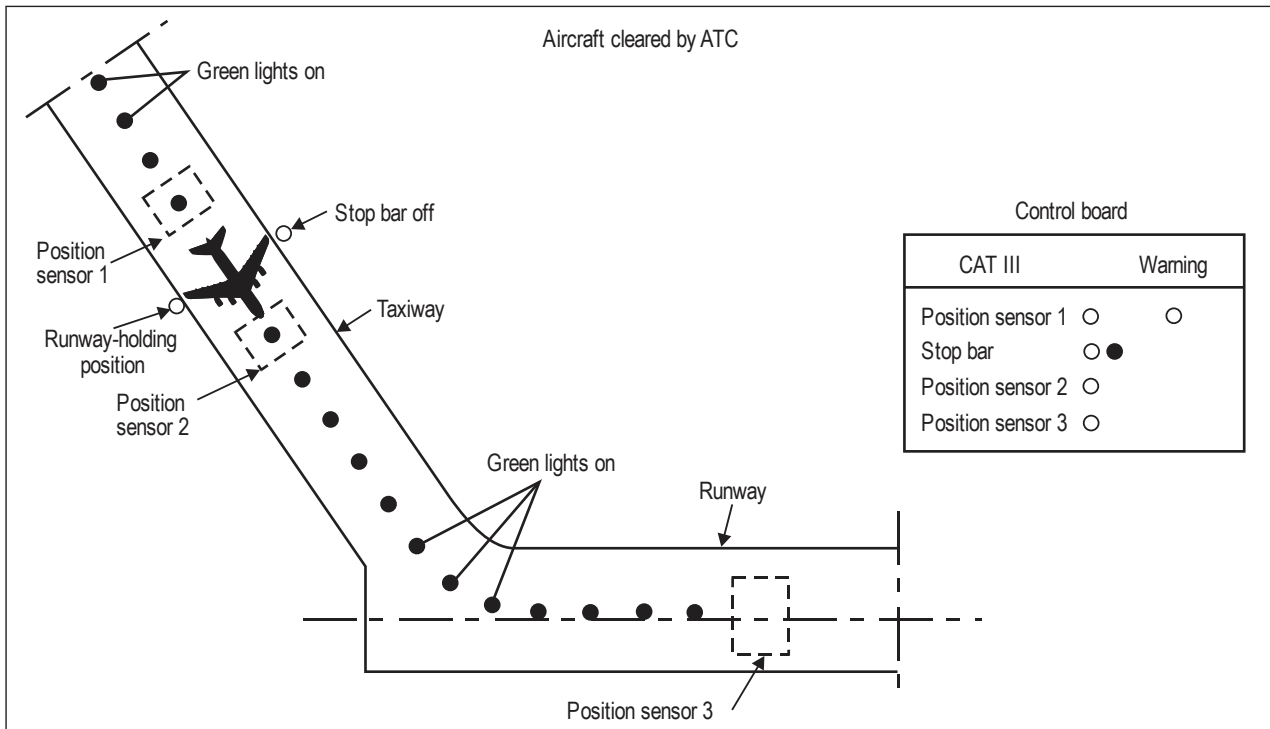 Aircraft cleared by ATC
Green lights on
Stop bar off
Position
sensor 1
Taxiway
Runway-holding
position
Position
sensor 2
Control board
CAT III Warning
Position sensor 1
Stop bar
Position sensor 2
Position sensor 3
Green lights on
Runway
Position sensor 3